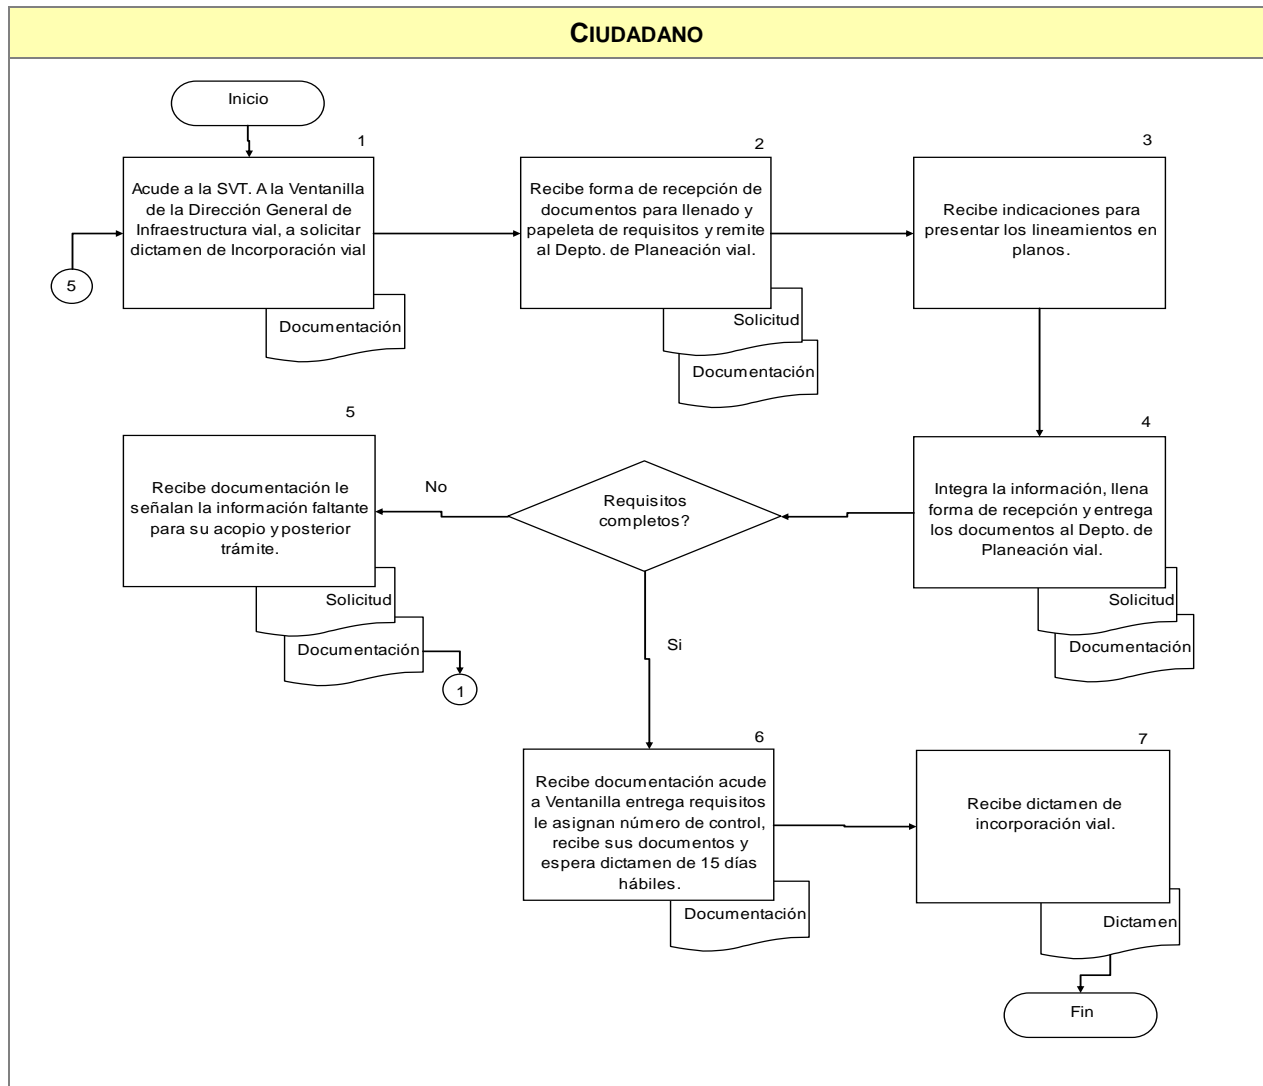 CIUDADANO
Inicio
1
Acude a la SVT. A la Ventanilla
de la Dirección General de
Infraestructura vial, a solicitar
dictamen de Incorporación vial
Documentación
5
2
Recibe forma de recepción de
documentos para llenado y
papeleta de requisitos y remite
al Depto. de Planeación vial.
Solicitud
Documentación
3
Recibe indicaciones para
presentar los lineamientos en
planos.
4
Integra la información, llena
forma de recepción y entrega
los documentos al Depto. de
Planeación vial.
Solicitud
Documentación
Requisitos
completos?
No
Si
5
Recibe documentación le
señalan la información faltante
para su acopio y posterior
trámite.
Solicitud
Documentación
1
6
Recibe documentación acude
a Ventanilla entrega requisitos
le asignan número de control,
recibe sus documentos y
espera dictamen de 15 días
hábiles.
Documentación
7
Recibe dictamen de
incorporación vial.
Dictamen
Fin